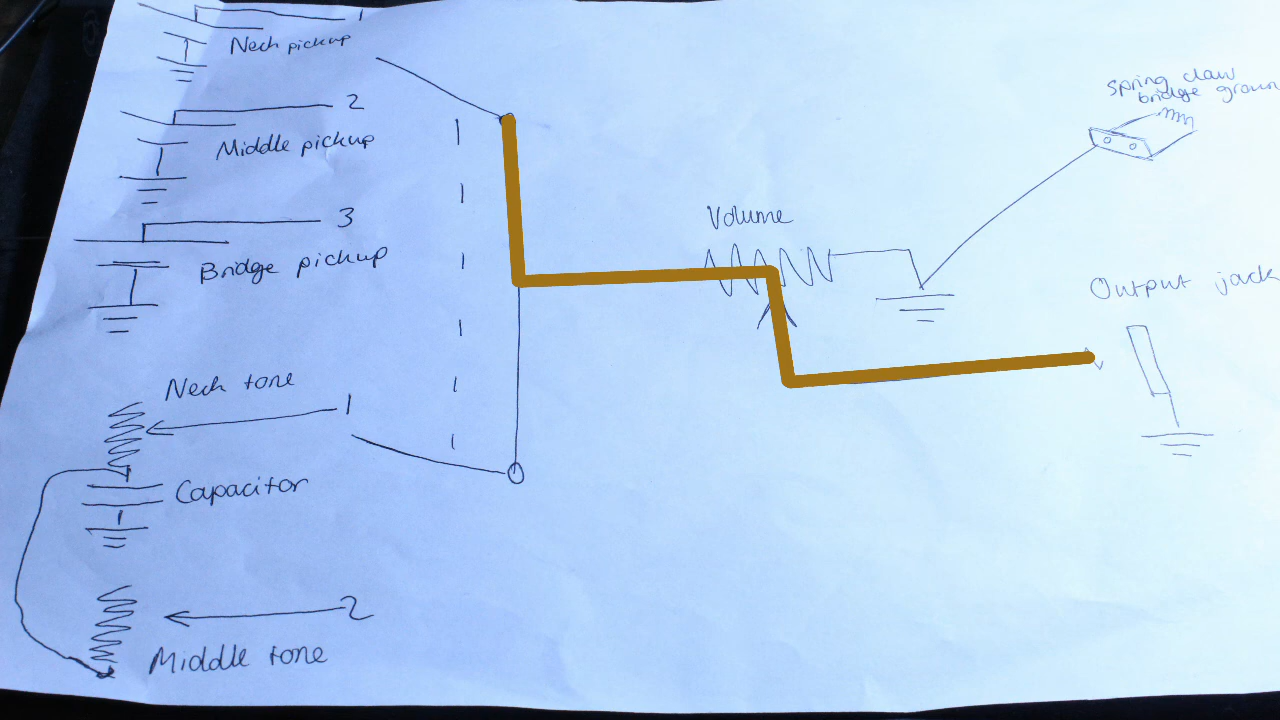 1
Neck pickup
2
Middle pickup
3
Bridge pickup
Neck tone
1
Capacitor
2
Middle tone
Volume
spring claw
bridge groun
Output jack